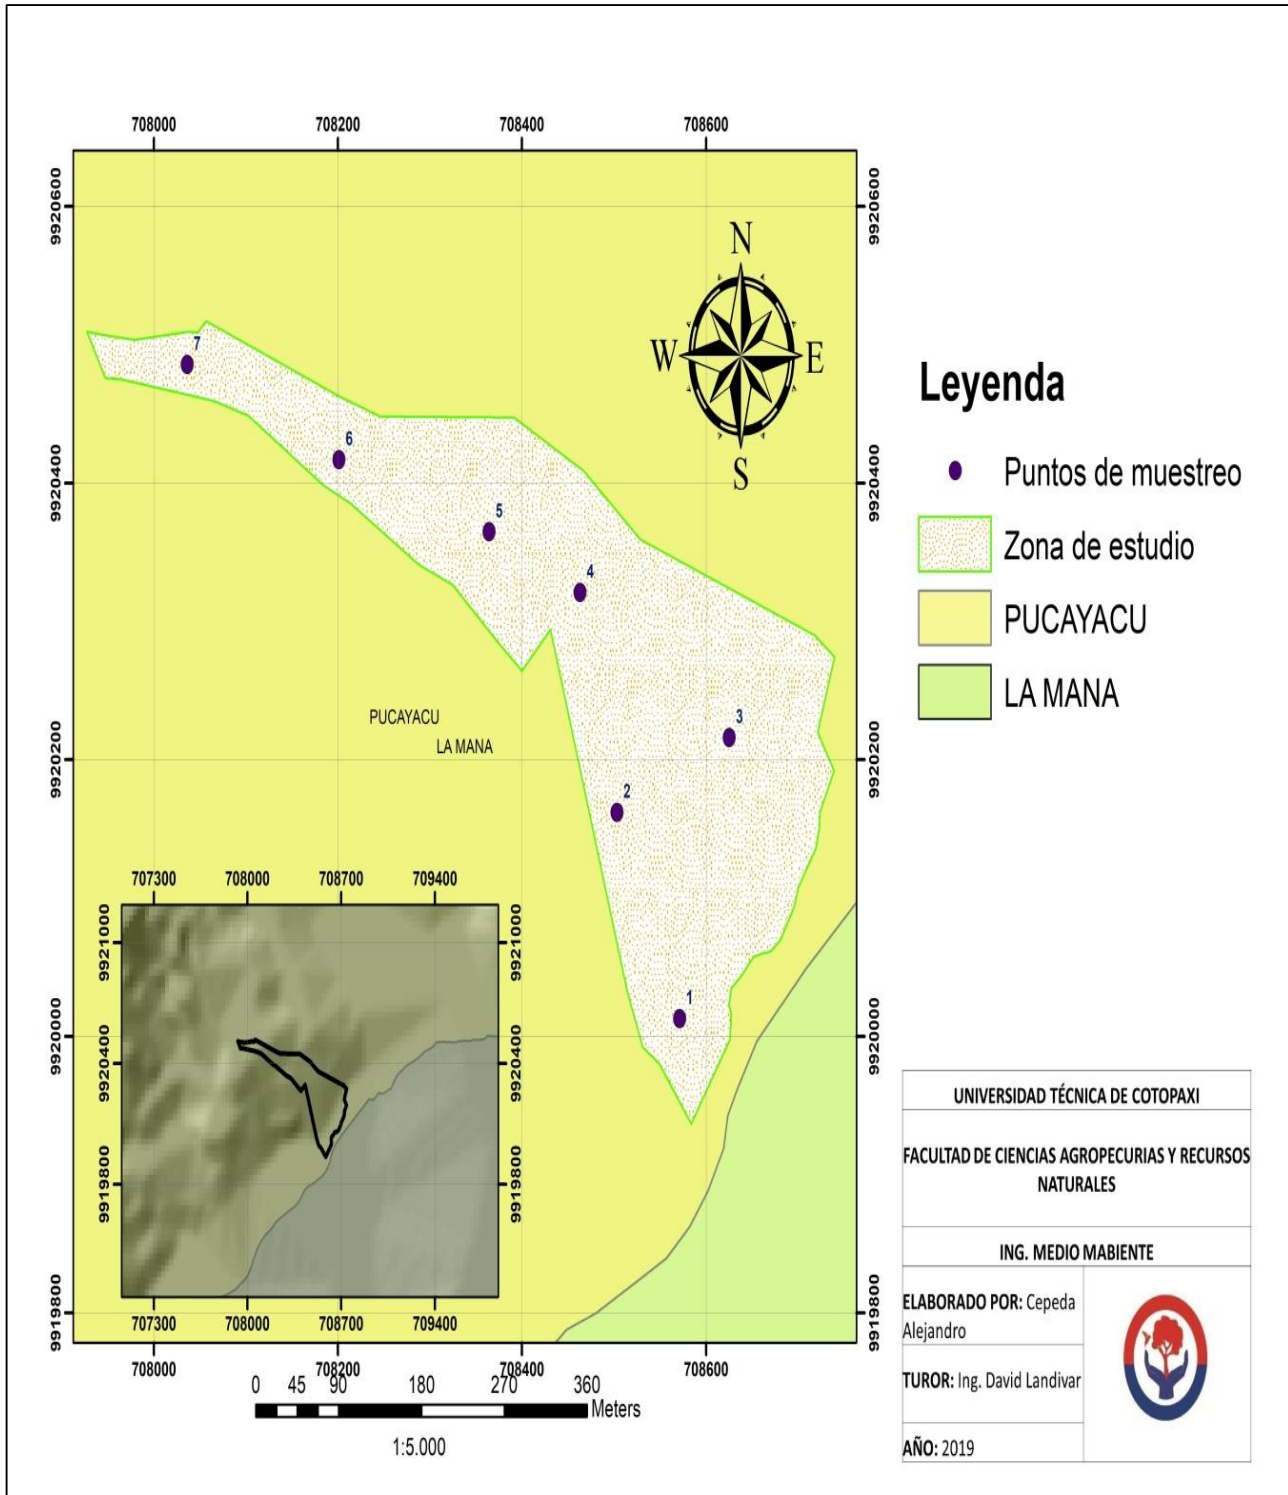 708000 708200 708400 708600
9920600 9920600
N
W E
S
7
6
9920400 9920400
5
4
3
PUCAYACU
LA MANA
9920200 9920200
2
707300 708000 708700 709400
9921000 9921000
9920400 9920400
9919800 9919800
707300 708000 708700 709400
1
9920000 9920000
9919800 9919800
708000 708200 708400 708600
0 45 90 180 270 360
Meters
1:5.000
Leyenda
Puntos de muestreo
Zona de estudio
PUCAYACU
LA MANA
UNIVERSIDAD TÉCNICA DE COTOPAXI
FACULTAD DE CIENCIAS AGROPECURIAS Y RECURSOS
NATURALES
ING. MEDIO MABIENTE
ELABORADO POR: Cepeda
Alejandro
TUROR: Ing. David Landivar
AÑO: 2019